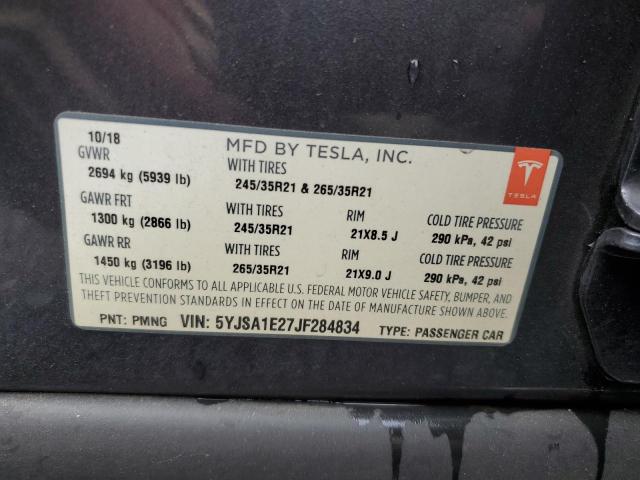 10/18
MFD BY TESLA, INC.
GVWR
2694 kg (5939 lb)
WITH TIRES
245/35R21 & 265/35R21
TESLA
GAWR FRT
1300 kg (2866 lb)
WITH TIRES
245/35R21
RIM
21X8.5 J
COLD TIRE PRESSURE
290 kPa, 42 psi
GAWR RR
1450 kg (3196 lb)
WITH TIRES
265/35R21
RIM
21X9.0 J
COLD TIRE PRESSURE
290 kPa, 42 psi
THIS VEHICLE CONFORMS TO ALL APPLICABLE U.S. FEDERAL MOTOR VEHICLE SAFETY, BUMPER, AND
THEFT PREVENTION STANDARDS IN EFFECT ON THE DATE OF MANUFACTURE SHOWN ABOVE.
PNT: PMNG VIN: 5YJSA1E27JF284834 TYPE: PASSENGER CAR